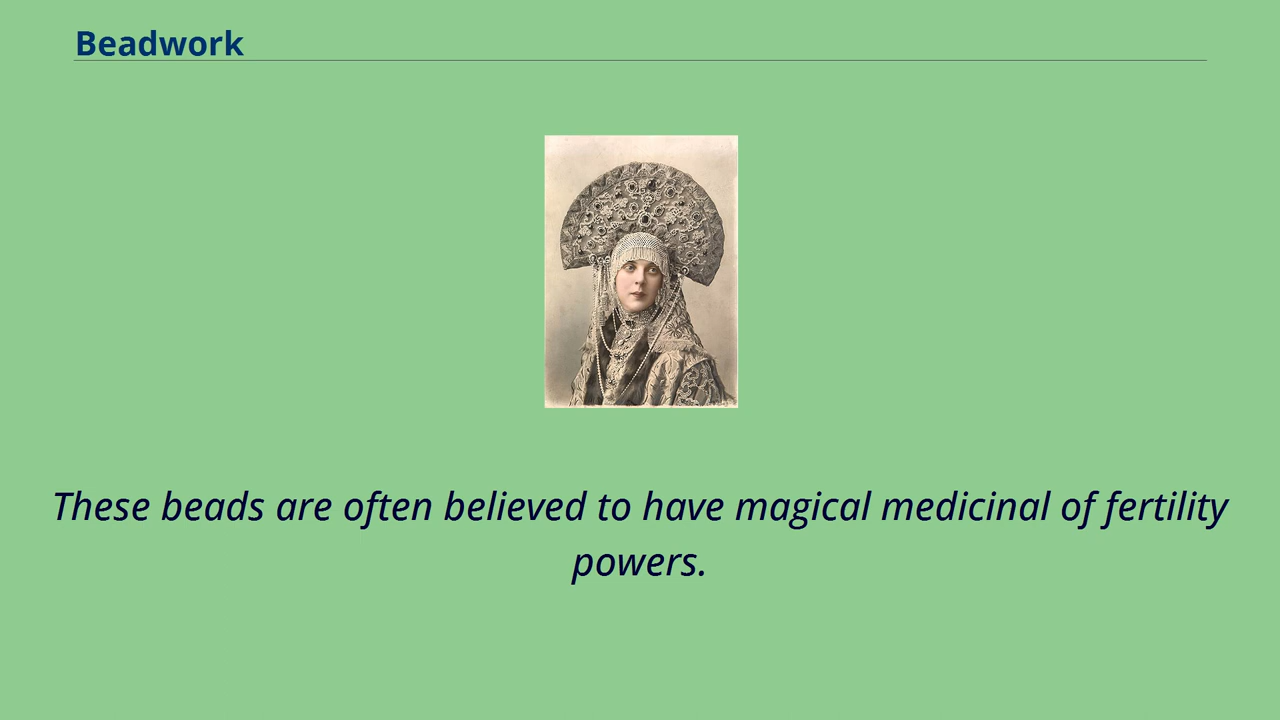 Beadwork
These beads are often believed to have magical medicinal of fertility
powers.